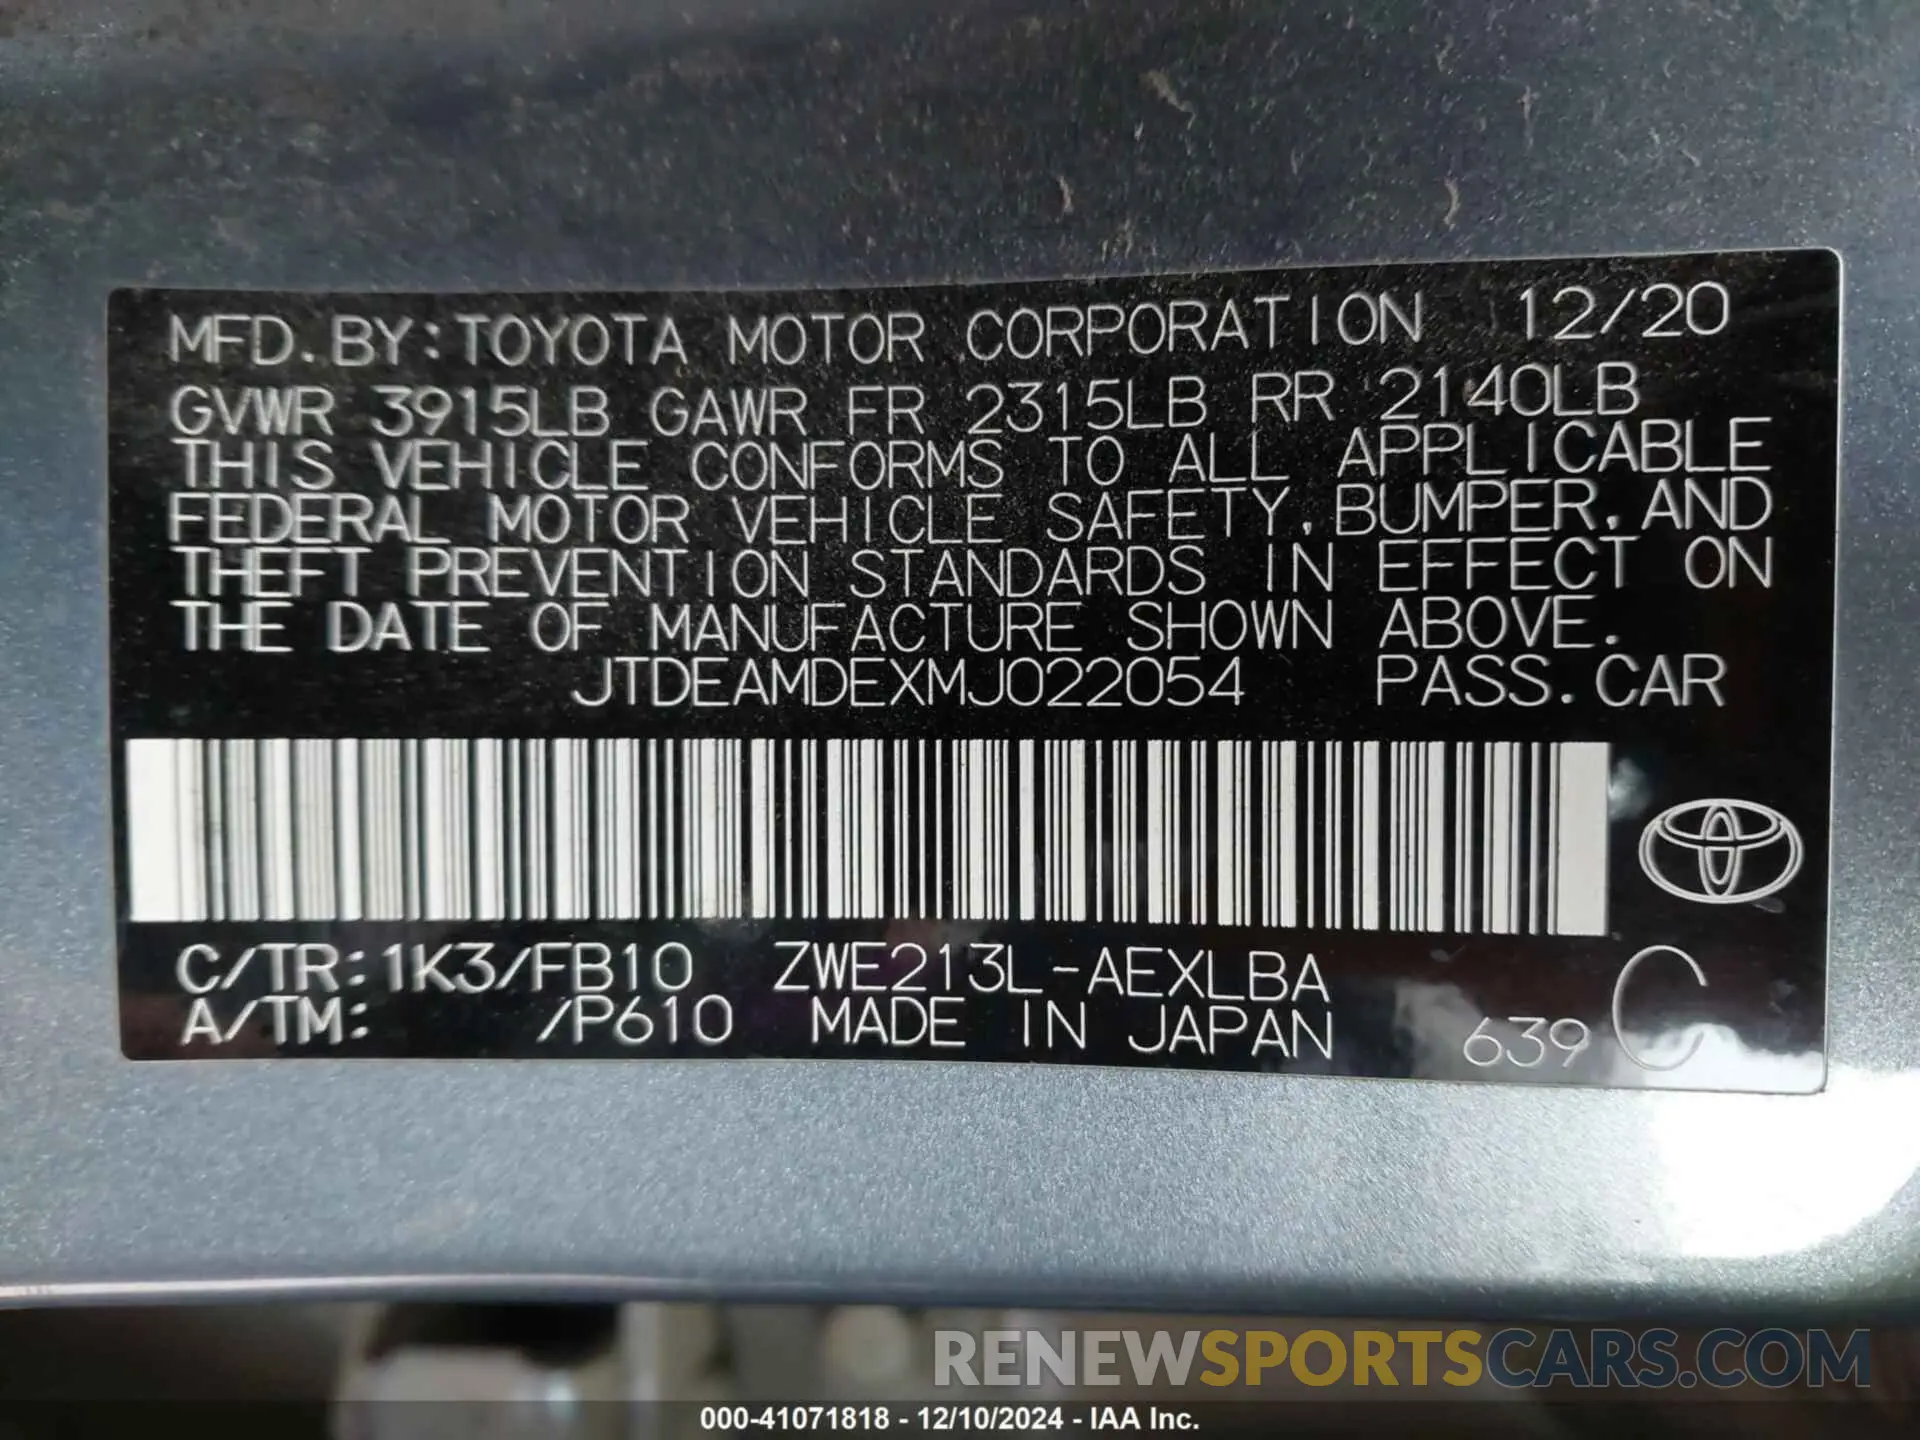 MFD.BY:TOYOTA MOTOR CORPORATION 12/20
GVWR 3915LB GAWR FR 2315LB RR 2140LB
THIS VEHICLE CONFORMS TO ALL APPLICABLE
FEDERAL MOTOR VEHICLE SAFETY, BUMPER, AND
THEFT PREVENTION STANDARDS IN EFFECT ON
THE DATE OF MANUFACTURE SHOWN ABOVE.
JTDEAMDEXMJ022054 PASS.CAR
C/TR:1K3/FB10 ZWE213L-AEXLBA
A/TM: /P610 MADE IN JAPAN 639 C
RENEWSPORTSCARS.COM
000-41071818 - 12/10/2024 - IAA Inc.